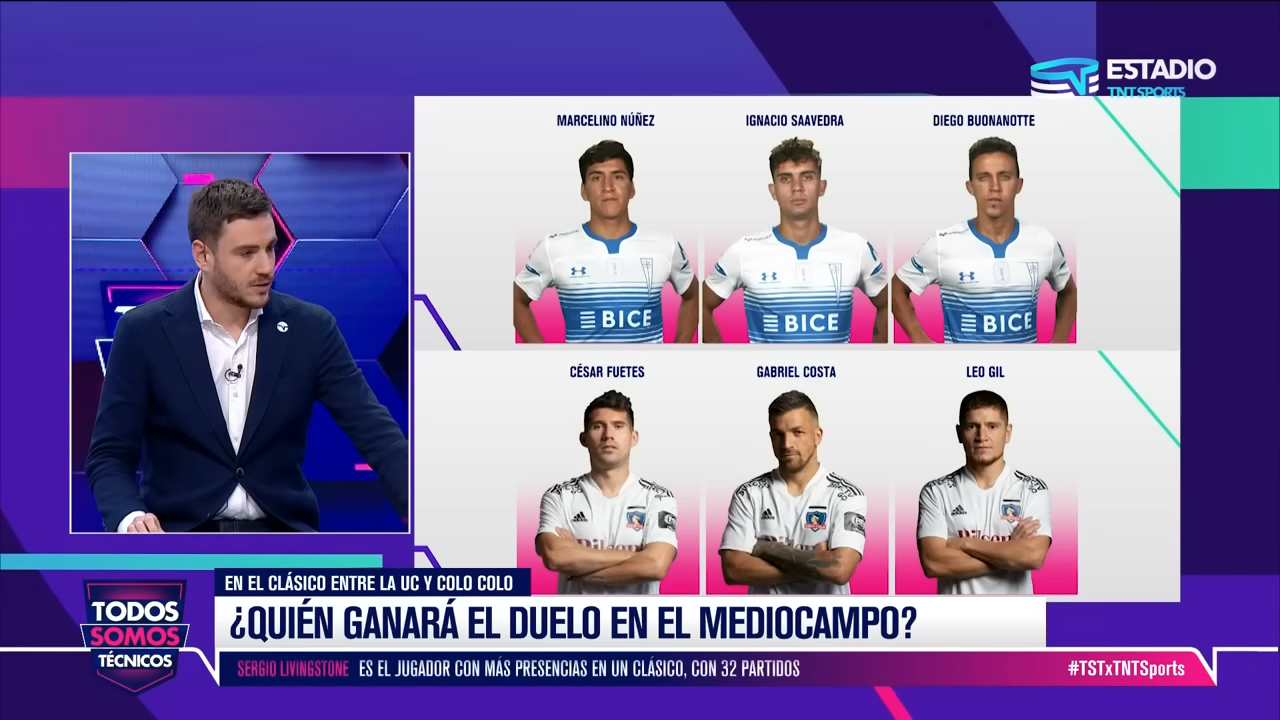 ESTADIO
TNT SPORTS
MARCELINO NÚÑEZ
IGNACIO SAAVEDRA
DIEGO BUONANOTTE
BICE
BICE
BICE
CÉSAR FUETES
GABRIEL COSTA
LEO GIL
EN EL CLÁSICO ENTRE LA UC Y COLO COLO
¿QUIÉN GANARÁ EL DUELO EN EL MEDIOCAMPO?
TODOS
SOMOS
TÉCNICOS
SERGIO LIVINGSTONE ES EL JUGADOR CON MÁS PRESENCIAS EN UN CLÁSICO, CON 32 PARTIDOS
#TSTxTNTSports